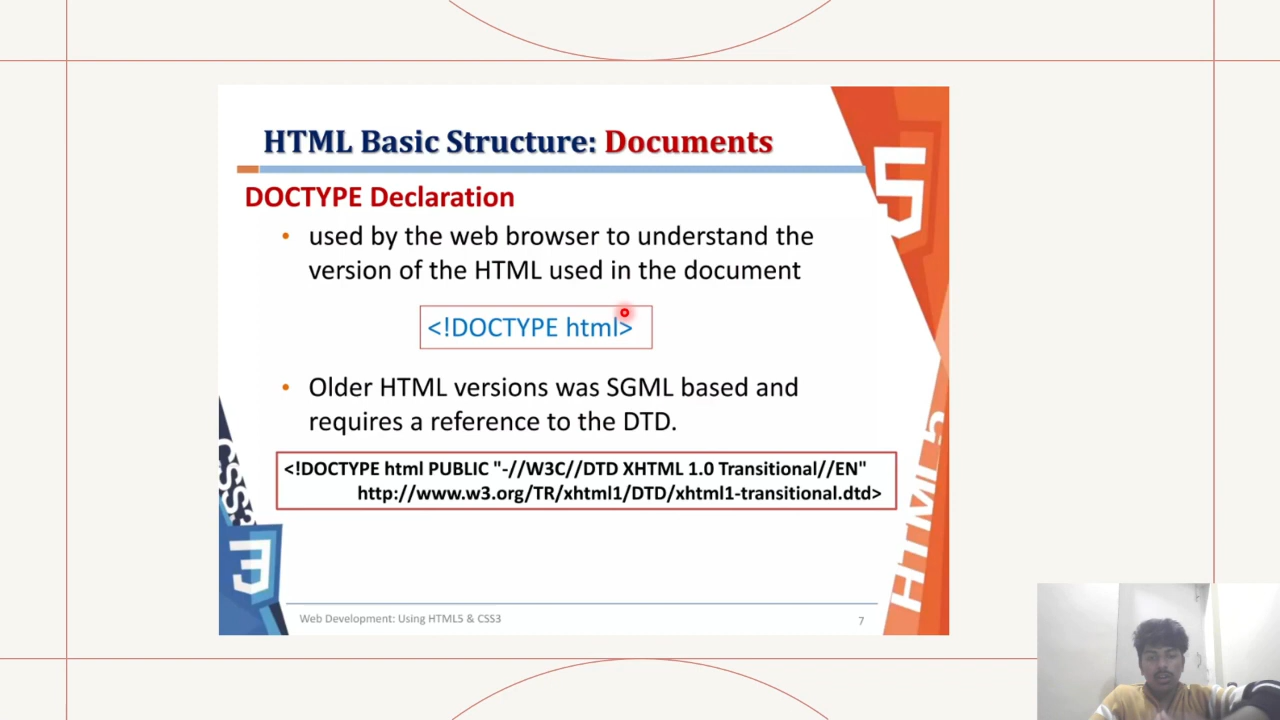 HTML Basic Structure: Documents
DOCTYPE Declaration
• used by the web browser to understand the
version of the HTML used in the document
<!DOCTYPE html>
• Older HTML versions was SGML based and
requires a reference to the DTD.
<!DOCTYPE html PUBLIC "-//W3C//DTD XHTML 1.0 Transitional//EN"
http://www.w3.org/TR/xhtml1/DTD/xhtml1-transitional.dtd>
Web Development: Using HTML5 & CSS3
7
5
HTML5
CSS3
3